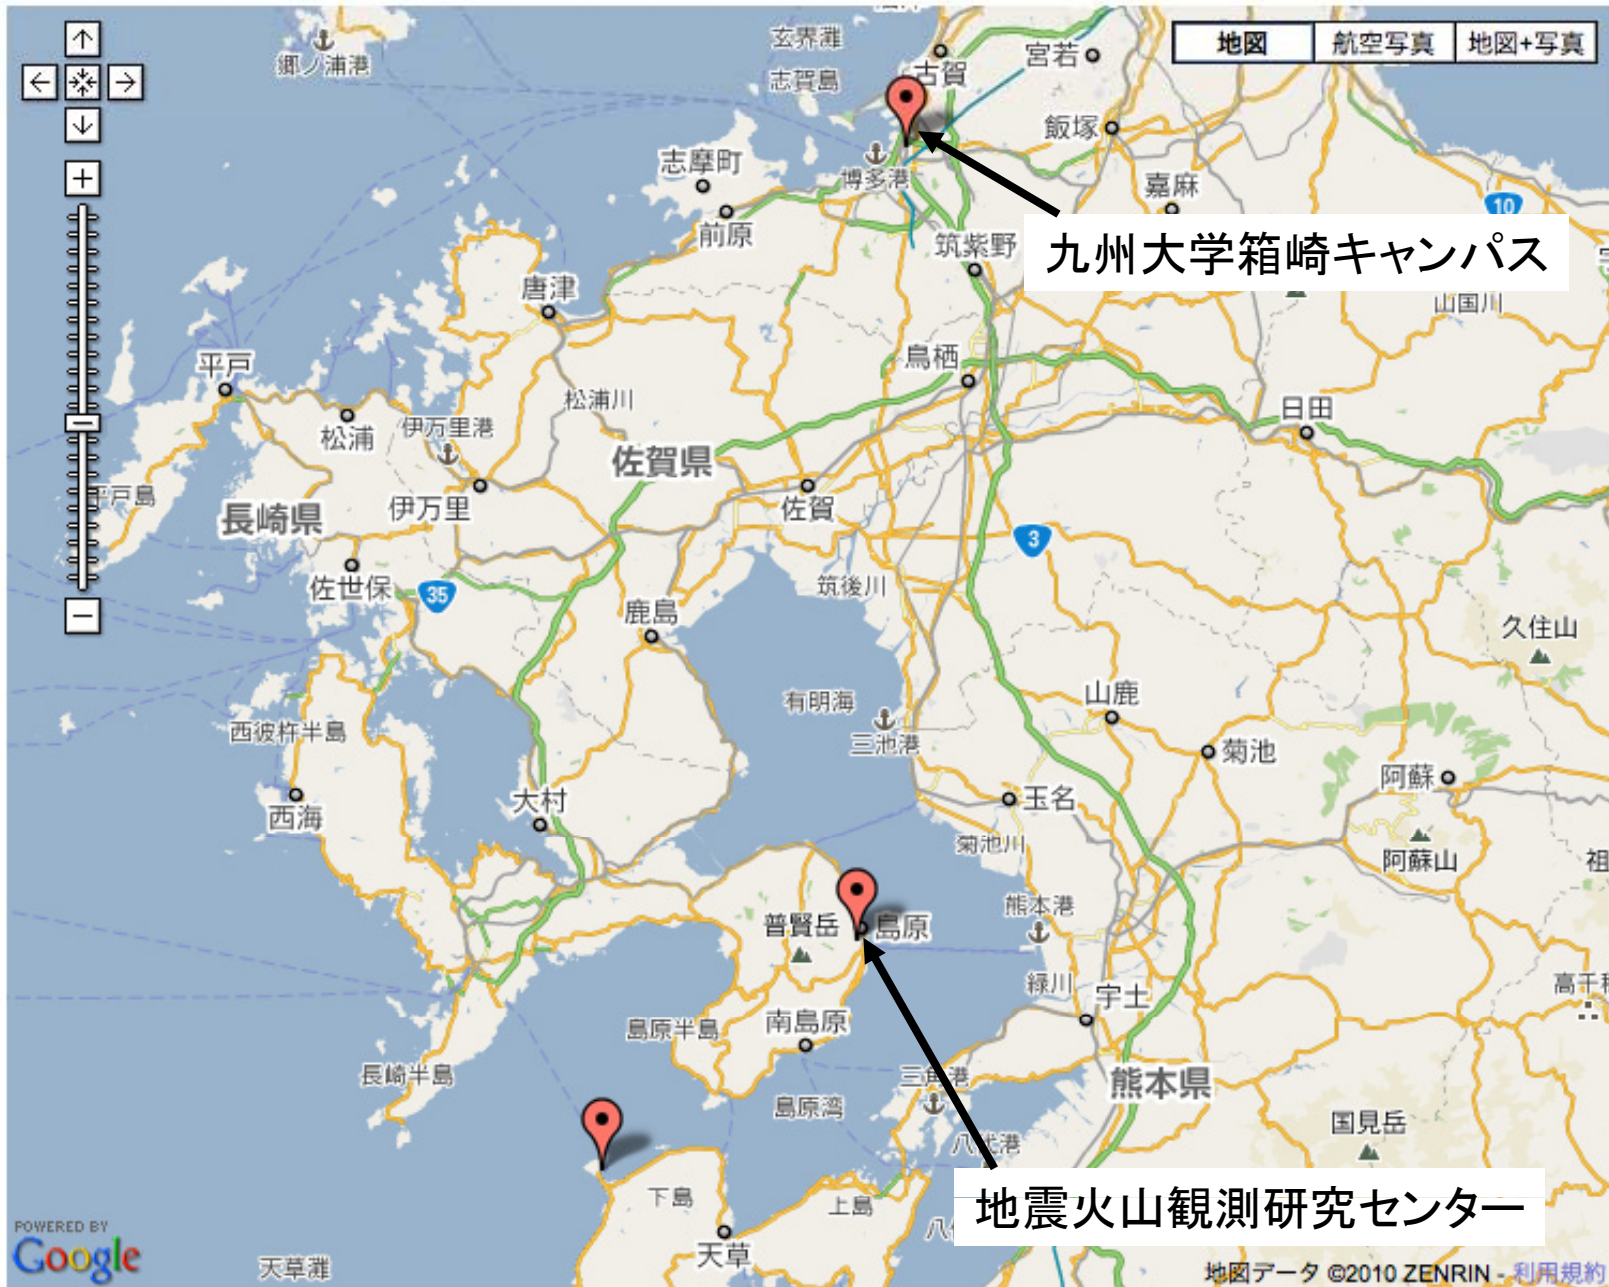 玄界灘
宮若
地図
航空写真
地図+写真
郷ノ浦港
志賀島
古賀
飯塚
志摩町
博多港
嘉麻
10
前原
筑紫野
九州大学箱崎キャンパス
唐津
山国川
平戸
鳥栖
松浦川
日田
松浦
伊万里港
佐賀県
平戸島
長崎県
伊万里
佐賀
3
佐世保
35
筑後川
鹿島
久住山
有明海
山鹿
西彼杵半島
三池港
菊池
阿蘇
大村
玉名
西海
菊池川
阿蘇山
祖
熊本港
普賢岳
島原
緑川
宇土
高千穂
南島原
島原半島
長崎半島
三角港
熊本県
島原湾
国見岳
八代港
下島
上島
地震火山観測研究センター
天草
八
POWERED BY
Google
天草灘
地図データ ©2010 ZENRIN - 利用規約